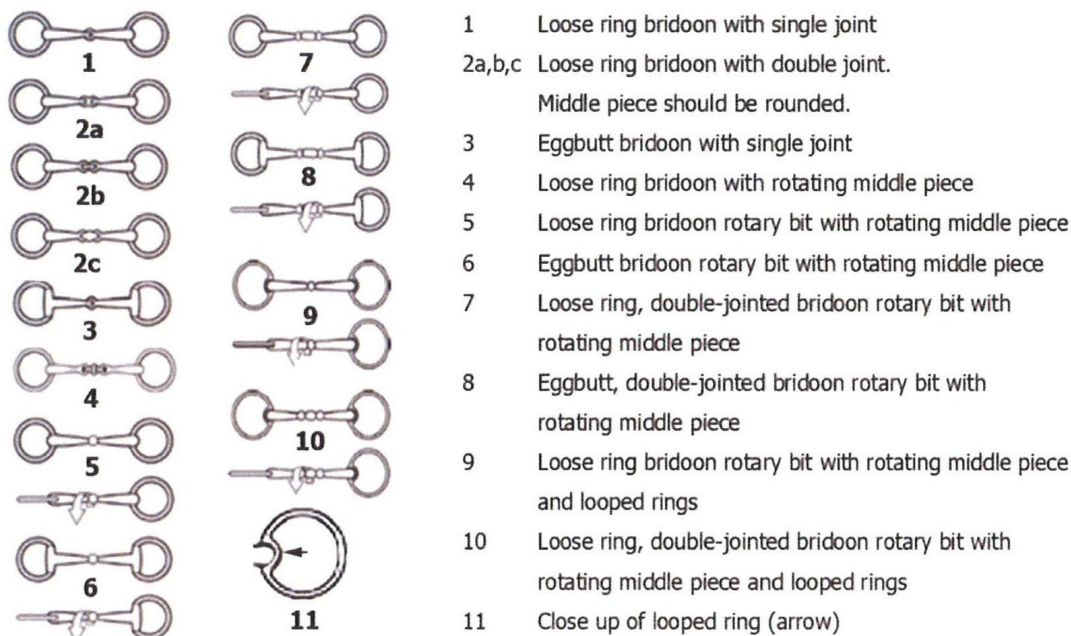 1
2a
2b
2c
3
4
5
6
7
8
9
10
11
1 Loose ring bridoon with single joint
2a,b,c Loose ring bridoon with double joint.
Middle piece should be rounded.
3 Eggbutt bridoon with single joint
4 Loose ring bridoon with rotating middle piece
5 Loose ring bridoon rotary bit with rotating middle piece
6 Eggbutt bridoon rotary bit with rotating middle piece
7 Loose ring, double-jointed bridoon rotary bit with
rotating middle piece
8 Eggbutt, double-jointed bridoon rotary bit with
rotating middle piece
9 Loose ring bridoon rotary bit with rotating middle piece
and looped rings
10 Loose ring, double-jointed bridoon rotary bit with
rotating middle piece and looped rings
11 Close up of looped ring (arrow)